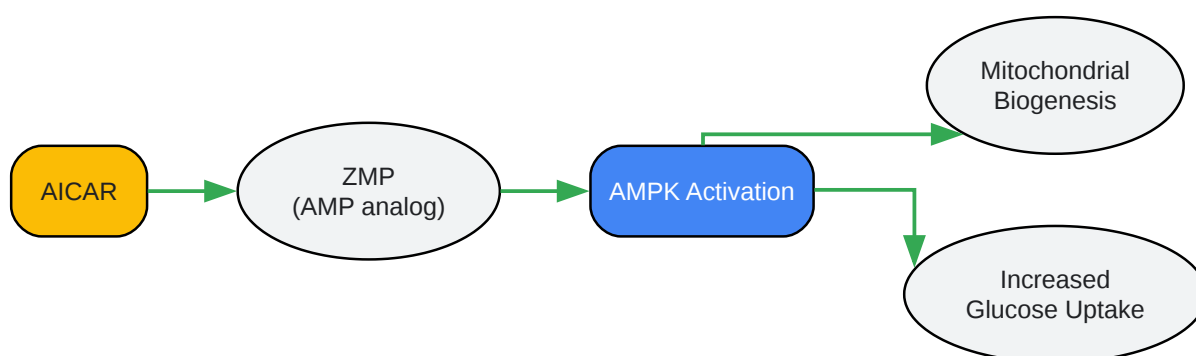 AICAR
ZMP
(AMP analog)
AMPK Activation
Mitochondrial
Biogenesis
Increased
Glucose Uptake